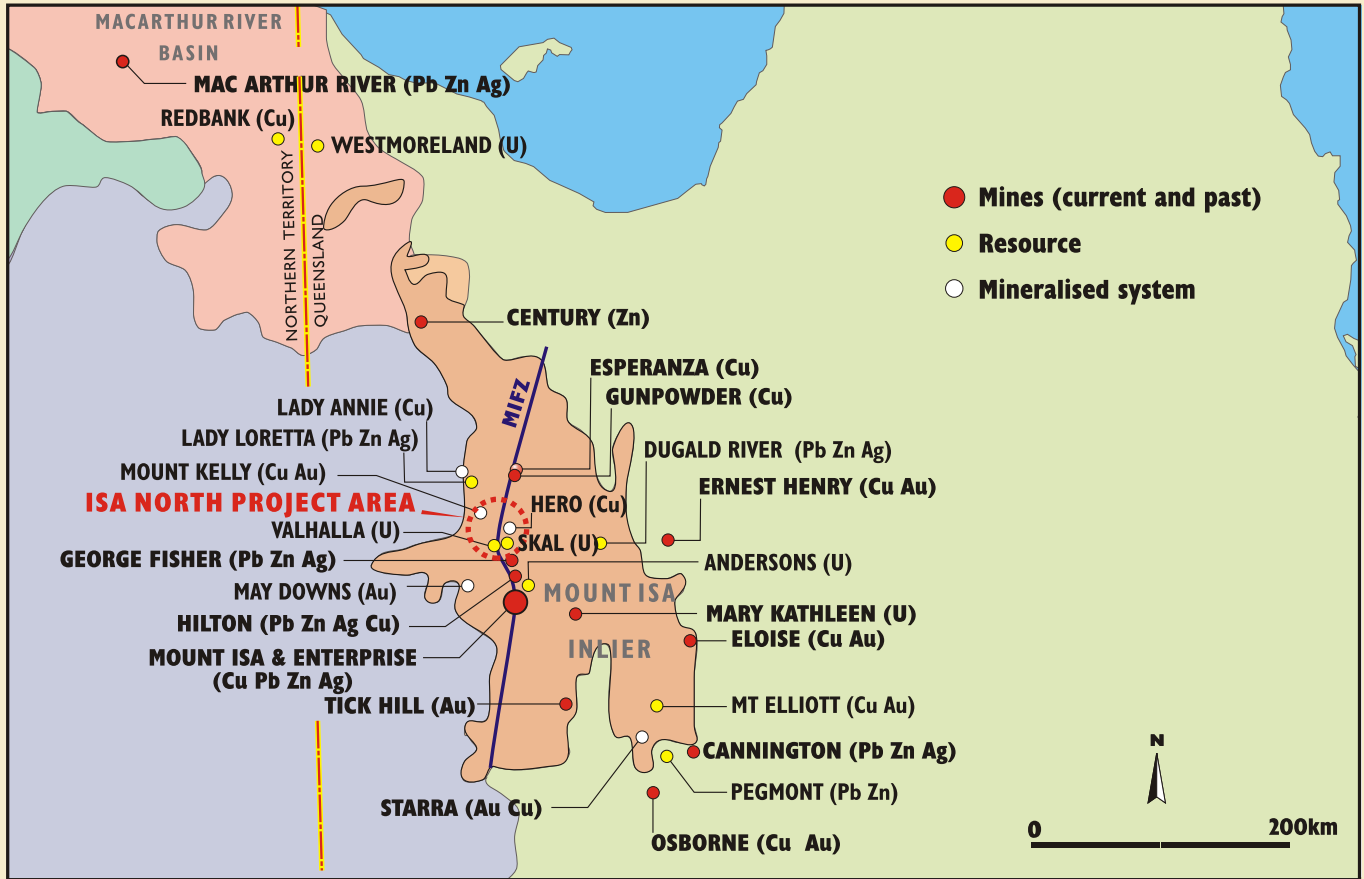 MACARTHUR RIVER
BASIN
MAC ARTHUR RIVER (Pb Zn Ag)
REDBANK (Cu)
WESTMORELAND (U)
NORTHERN TERRITORY
QUEENSLAND
Mines (current and past)
Resource
Mineralised system
CENTURY (Zn)
MIFZ
ESPERANZA (Cu)
GUNPOWDER (Cu)
LADY ANNIE (Cu)
LADY LORETTA (Pb Zn Ag)
DUGALD RIVER (Pb Zn Ag)
MOUNT KELLY (Cu Au)
ERNEST HENRY (Cu Au)
ISA NORTH PROJECT AREA
HERO (Cu)
VALHALLA (U)
SKAL (U)
GEORGE FISHER (Pb Zn Ag)
ANDERSONS (U)
MAY DOWNS (Au)
MOUNT ISA
MARY KATHLEEN (U)
HILTON (Pb Zn Ag Cu)
ELOISE (Cu Au)
INLIER
MOUNT ISA & ENTERPRISE
(Cu Pb Zn Ag)
TICK HILL (Au)
MT ELLIOTT (Cu Au)
CANNINGTON (Pb Zn Ag)
PEGMONT (Pb Zn)
STARRA (Au Cu)
OSBORNE (Cu Au)
N
0
200km